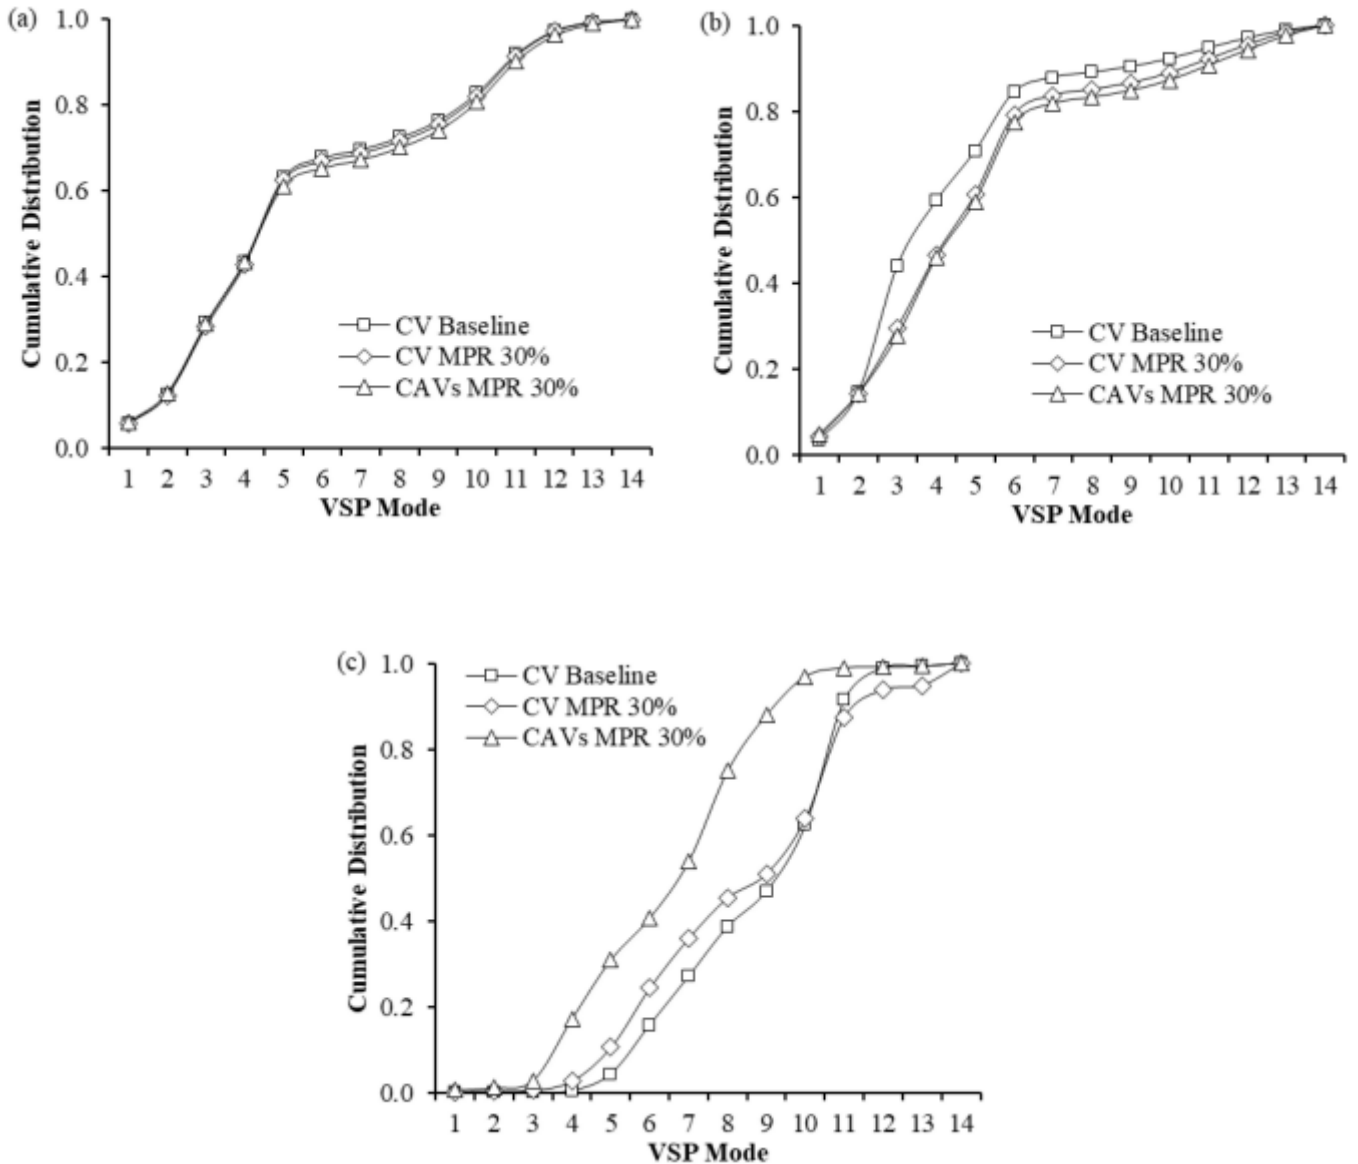 (a)
Cumulative Distribution
1.0
0.8
0.6
0.4
0.2
0.0
CV Baseline
CV MPR 30%
CAVs MPR 30%
1 2 3 4 5 6 7 8 9 10 11 12 13 14
VSP Mode
(b)
Cumulative Distribution
1.0
0.8
0.6
0.4
0.2
0.0
CV Baseline
CV MPR 30%
CAVs MPR 30%
1 2 3 4 5 6 7 8 9 10 11 12 13 14
VSP Mode
(c)
Cumulative Distribution
1.0
0.8
0.6
0.4
0.2
0.0
CV Baseline
CV MPR 30%
CAVs MPR 30%
1 2 3 4 5 6 7 8 9 10 11 12 13 14
VSP Mode